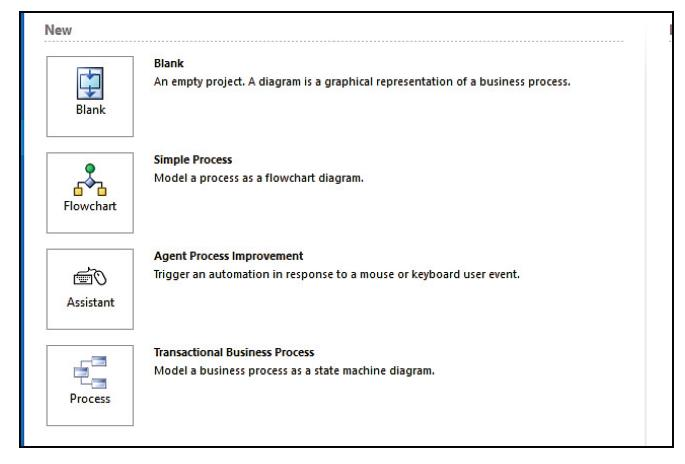 New
Blank
Blank
An empty project. A diagram is a graphical representation of a business process.
Flowchart
Simple Process
Model a process as a flowchart diagram.
Assistant
Agent Process Improvement
Trigger an automation in response to a mouse or keyboard user event.
Process
Transactional Business Process
Model a business process as a state machine diagram.